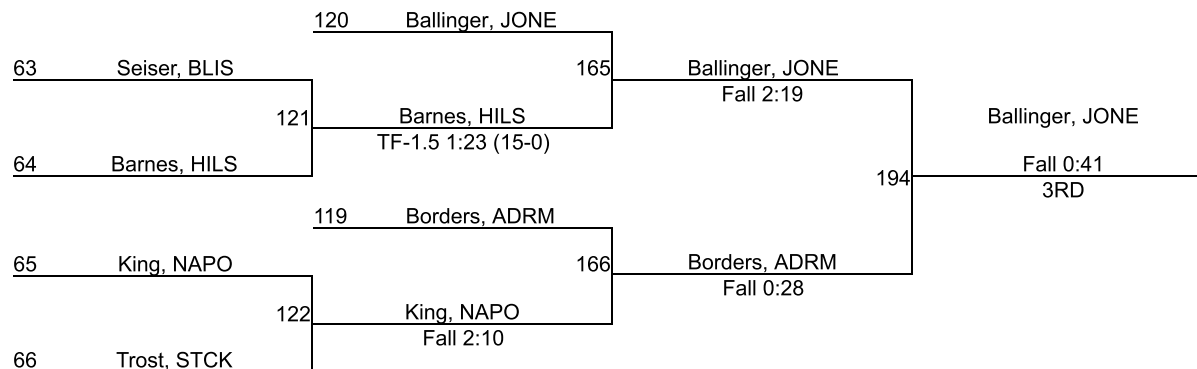 120 Ballinger, JONE
63 Seiser, BLIS
165 Ballinger, JONE
Fall 2:19
121 Barnes, HILS
TF-1.5 1:23 (15-0)
Ballinger, JONE
64 Barnes, HILS
Fall 0:41
194
3RD
119 Borders, ADRM
65 King, NAPO
166 Borders, ADRM
Fall 0:28
122 King, NAPO
Fall 2:10
66 Trost, STCK